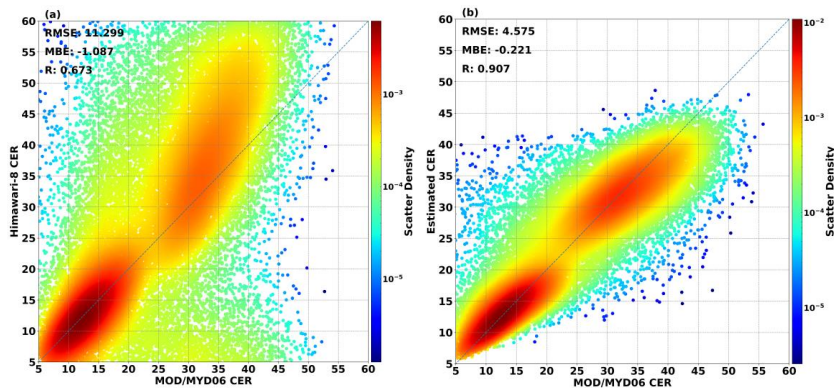 (a)
RMSE: 11.299
MBE: -1.087
R: 0.673
60
55
50
45
40
35
30
25
20
15
10
5
Himawari-8 CER
5 10 15 20 25 30 35 40 45 50 55 60
MOD/MYD06 CER
10⁻³
10⁻⁴
10⁻⁵
Scatter Density
(b)
RMSE: 4.575
MBE: -0.221
R: 0.907
60
55
50
45
40
35
30
25
20
15
10
5
Estimated CER
5 10 15 20 25 30 35 40 45 50 55 60
MOD/MYD06 CER
10⁻²
10⁻³
10⁻⁴
10⁻⁵
Scatter Density